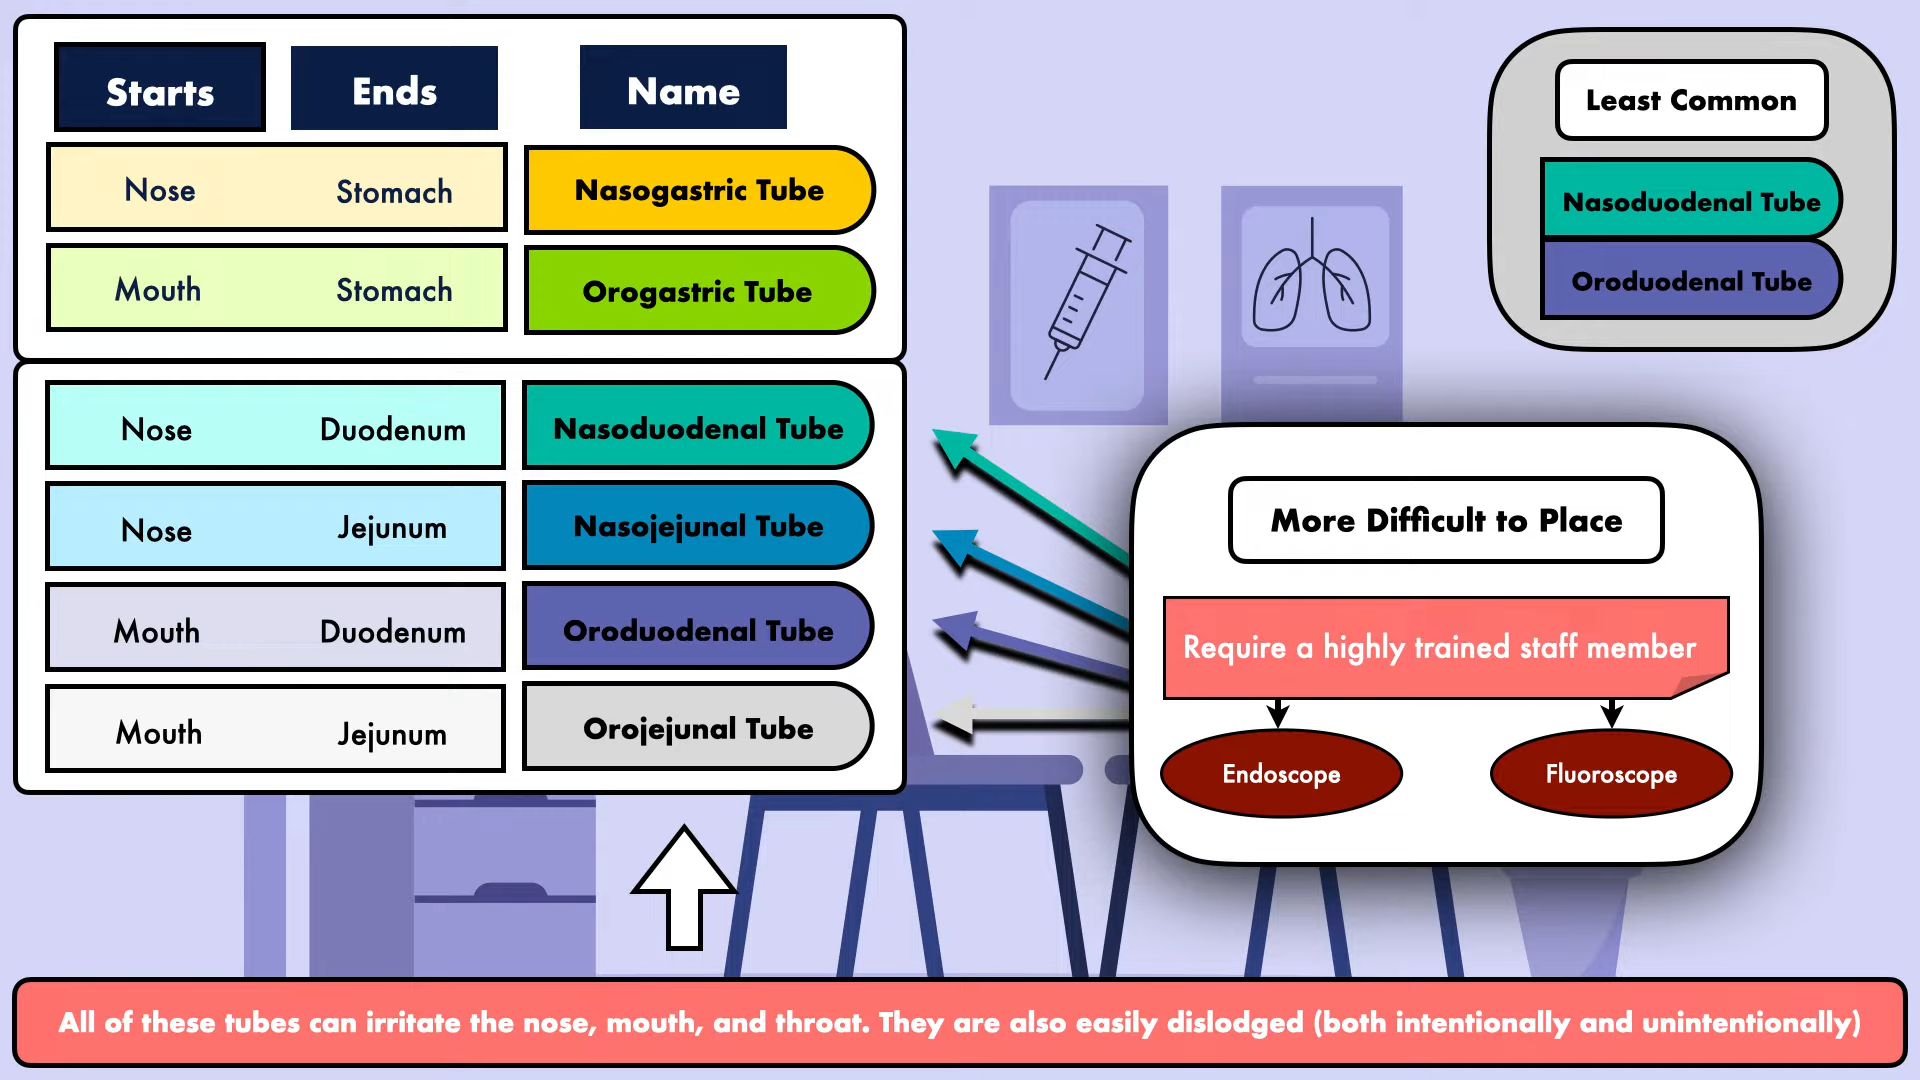 Starts Ends Name
Nose Stomach Nasogastric Tube
Mouth Stomach Orogastric Tube
Nose Duodenum Nasoduodenal Tube
Nose Jejunum Nasojejunal Tube
Mouth Duodenum Oroduodenal Tube
Mouth Jejunum Orojejunal Tube
Least Common
Nasoduodenal Tube
Oroduodenal Tube
More Difficult to Place
Require a highly trained staff member
Endoscope Fluoroscope
All of these tubes can irritate the nose, mouth, and throat. They are also easily dislodged (both intentionally and unintentionally)